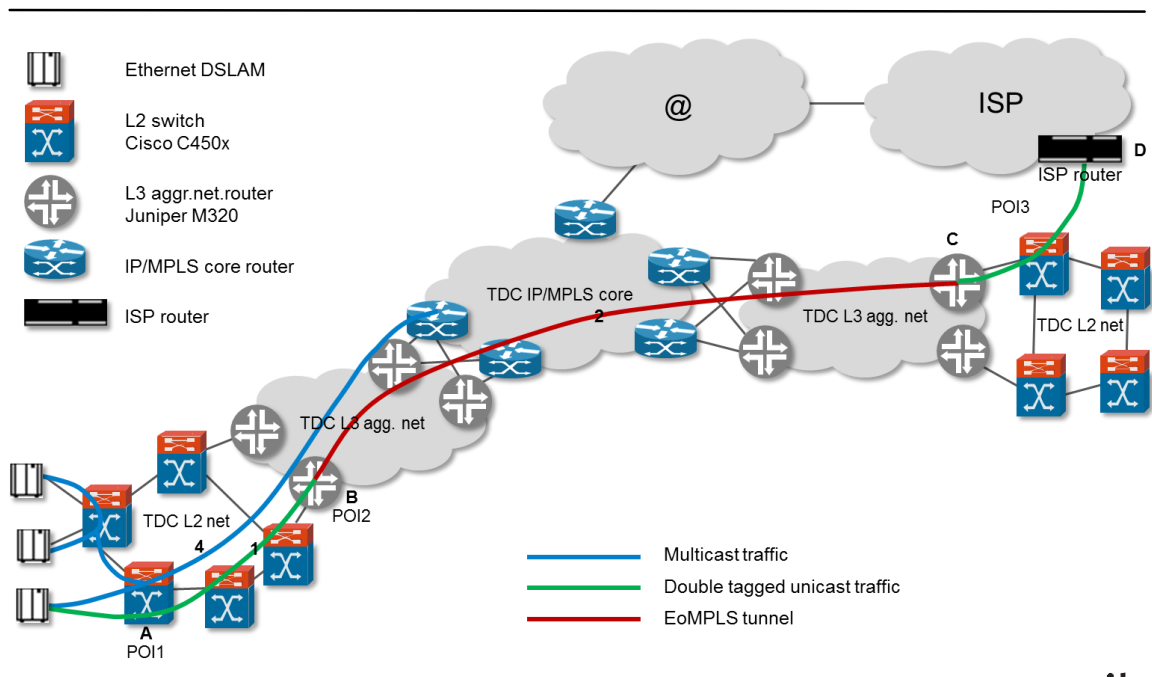 Ethernet DSLAM
L2 switch
Cisco C450x
L3 aggr.net.router
Juniper M320
IP/MPLS core router
ISP router
@
ISP
D
ISP router
POI3
C
TDC IP/MPLS core
2
TDC L3 agg. net
TDC L2 net
TDC L3 agg. net
B
POI2
TDC L2 net
4
1
A
POI1
Multicast traffic
Double tagged unicast traffic
EoMPLS tunnel